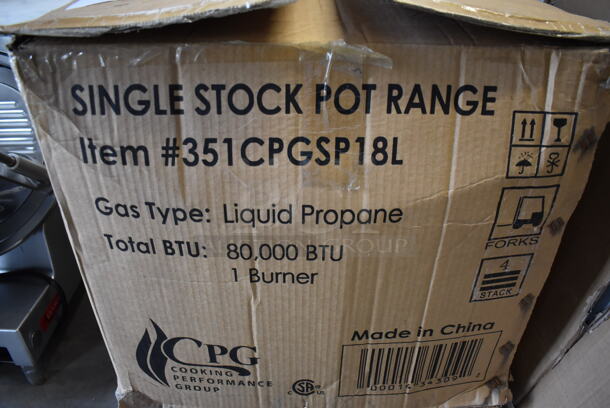 SINGLE STOCK POT RANGE
Item #351CPGSP18L
Gas Type: Liquid Propane
Total BTU: 80,000 BTU
1 Burner
FORKS
4
STACK
Made in China
CPG
COOKING
PERFORMANCE
GROUP